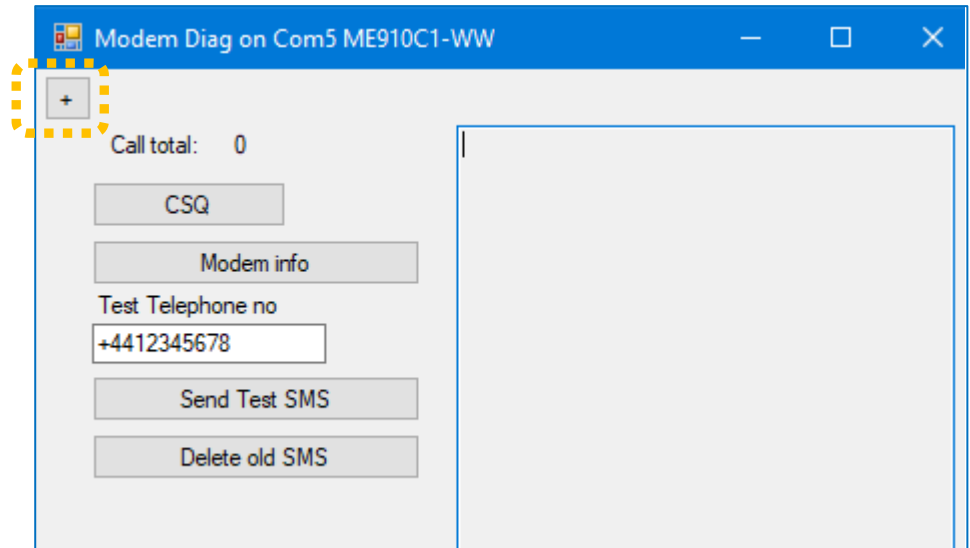 Modem Diag on Com5 ME910C1-WW
+
Call total: 0
CSQ
Modem info
Test Telephone no
+4412345678
Send Test SMS
Delete old SMS